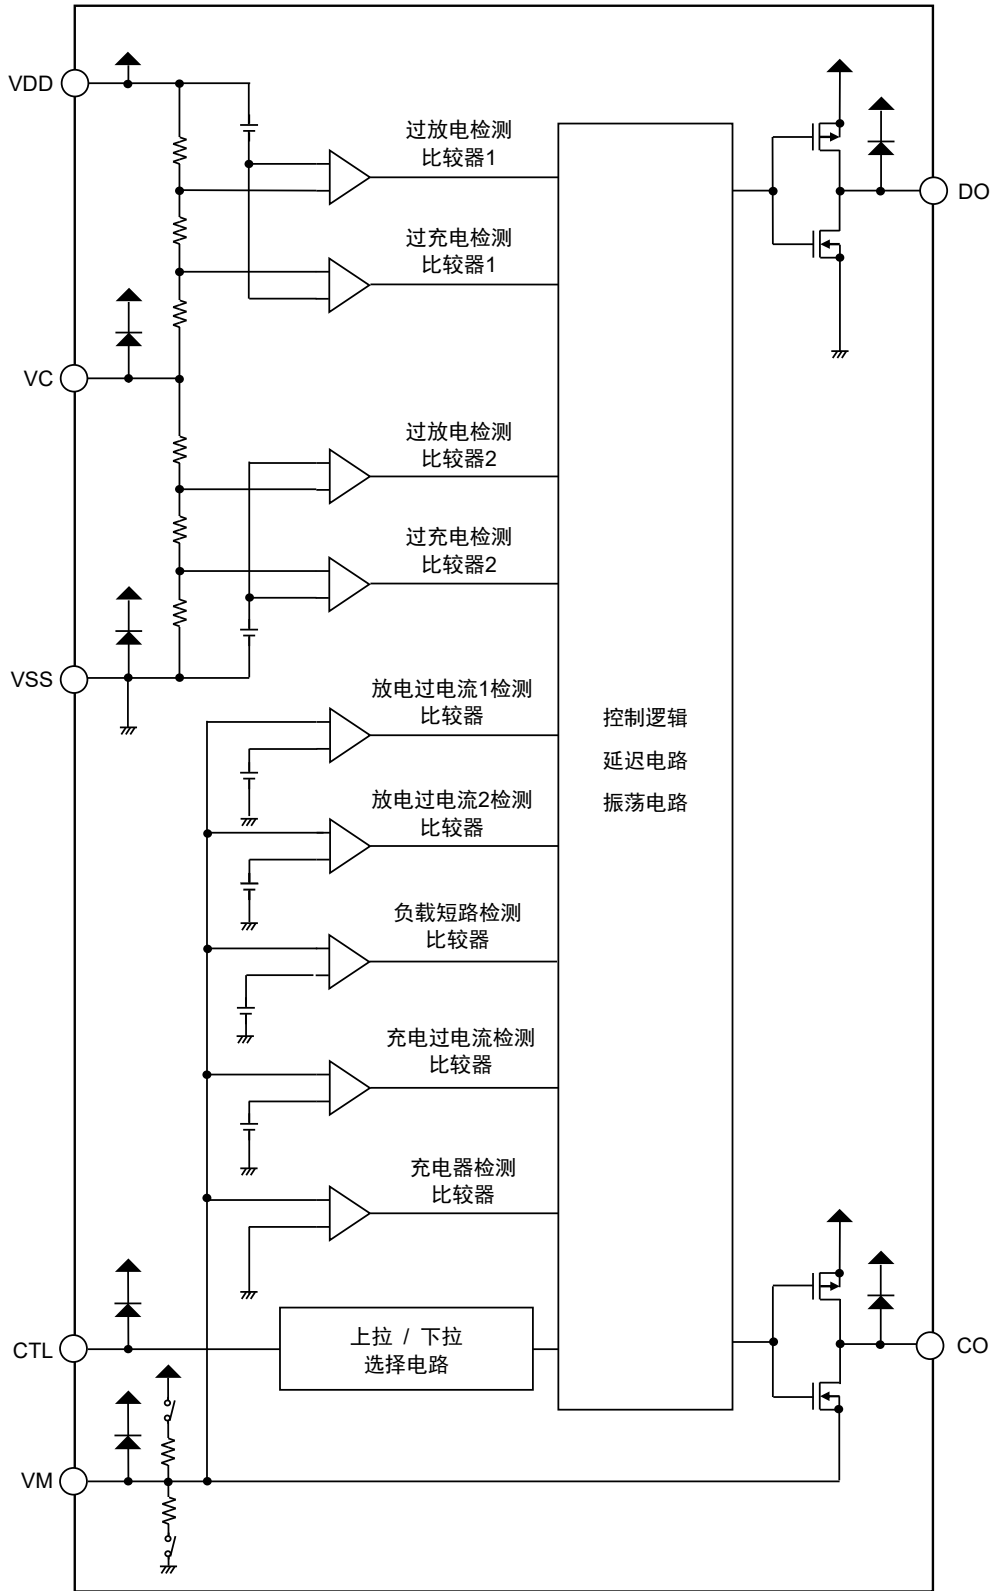 VDD
过放电检测
比较器1
DO
过充电检测
比较器1
VC
过放电检测
比较器2
过充电检测
比较器2
VSS
放电过电流1检测
比较器
控制逻辑
延迟电路
振荡电路
放电过电流2检测
比较器
负载短路检测
比较器
充电过电流检测
比较器
充电器检测
比较器
CTL
上拉 / 下拉
选择电路
CO
VM